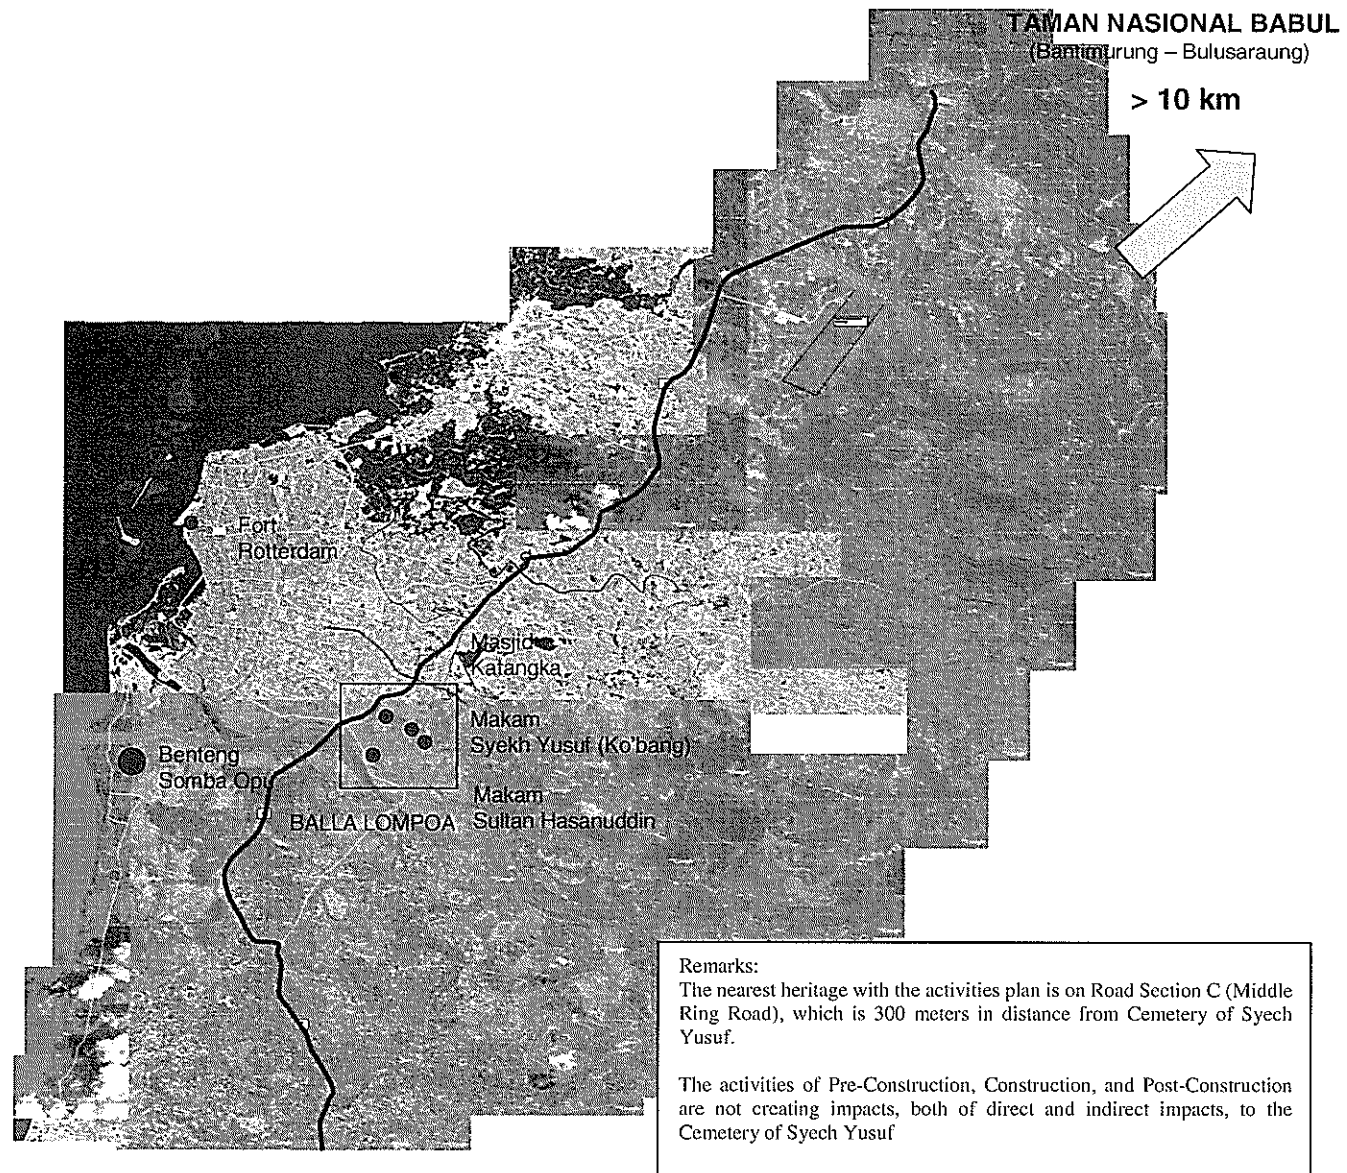 TAMAN NASIONAL BABUL
(Bantimurung – Bulusaraung)
> 10 km
Fort
Rotterdam
Masjid
Katangka
Makam
Syekh Yusuf (Ko'bang)
Benteng
Somba Opu
Makam
Sultan Hasanuddin
BALLA LOMPOA
Remarks:
The nearest heritage with the activities plan is on Road Section C (Middle
Ring Road), which is 300 meters in distance from Cemetery of Syech
Yusuf.
The activities of Pre-Construction, Construction, and Post-Construction
are not creating impacts, both of direct and indirect impacts, to the
Cemetery of Syech Yusuf